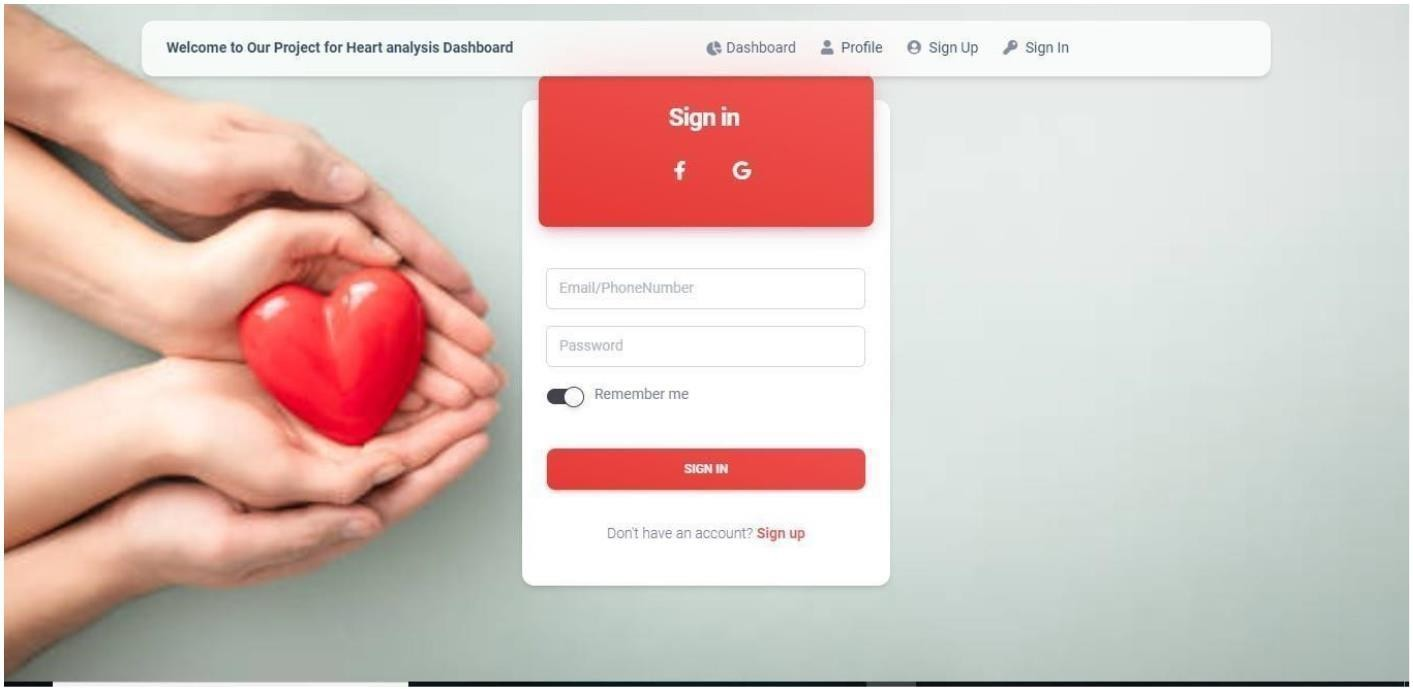 Welcome to Our Project for Heart analysis Dashboard
Dashboard
Profile
Sign Up
Sign In
Sign in
Email/PhoneNumber
Password
Remember me
SIGN IN
Don't have an account? Sign up